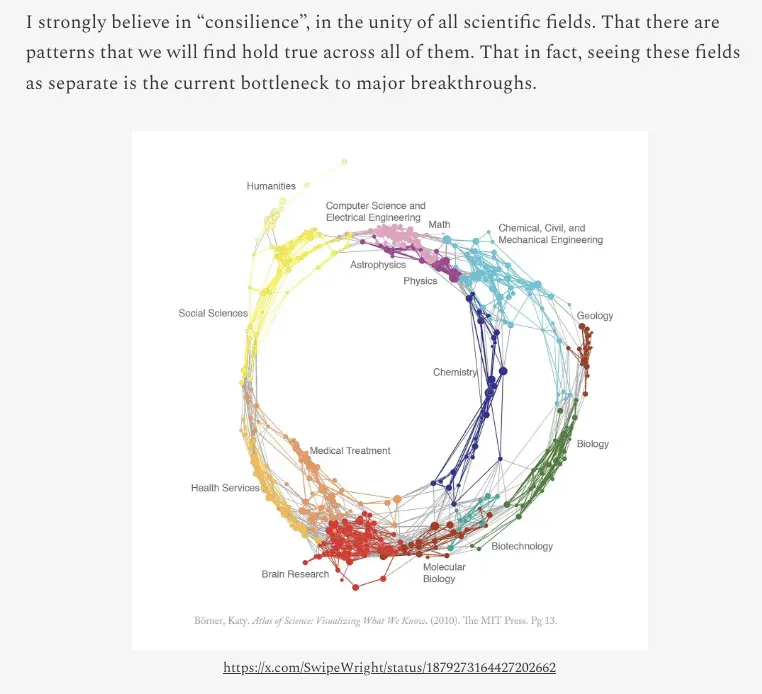 I strongly believe in “consilience”, in the unity of all scientific fields. That there are
patterns that we will find hold true across all of them. That in fact, seeing these fields
as separate is the current bottleneck to major breakthroughs.
Humanities
Computer Science and
Electrical Engineering
Math
Chemical, Civil, and
Mechanical Engineering
Astrophysics
Physics
Social Sciences
Geology
Chemistry
Biology
Medical Treatment
Health Services
Biotechnology
Brain Research
Molecular
Biology
Börner, Katy. Atlas of Science: Visualizing What We Know. (2010). The MIT Press. Pg 13.
https://x.com/SwipeWright/status/1879273164427202662